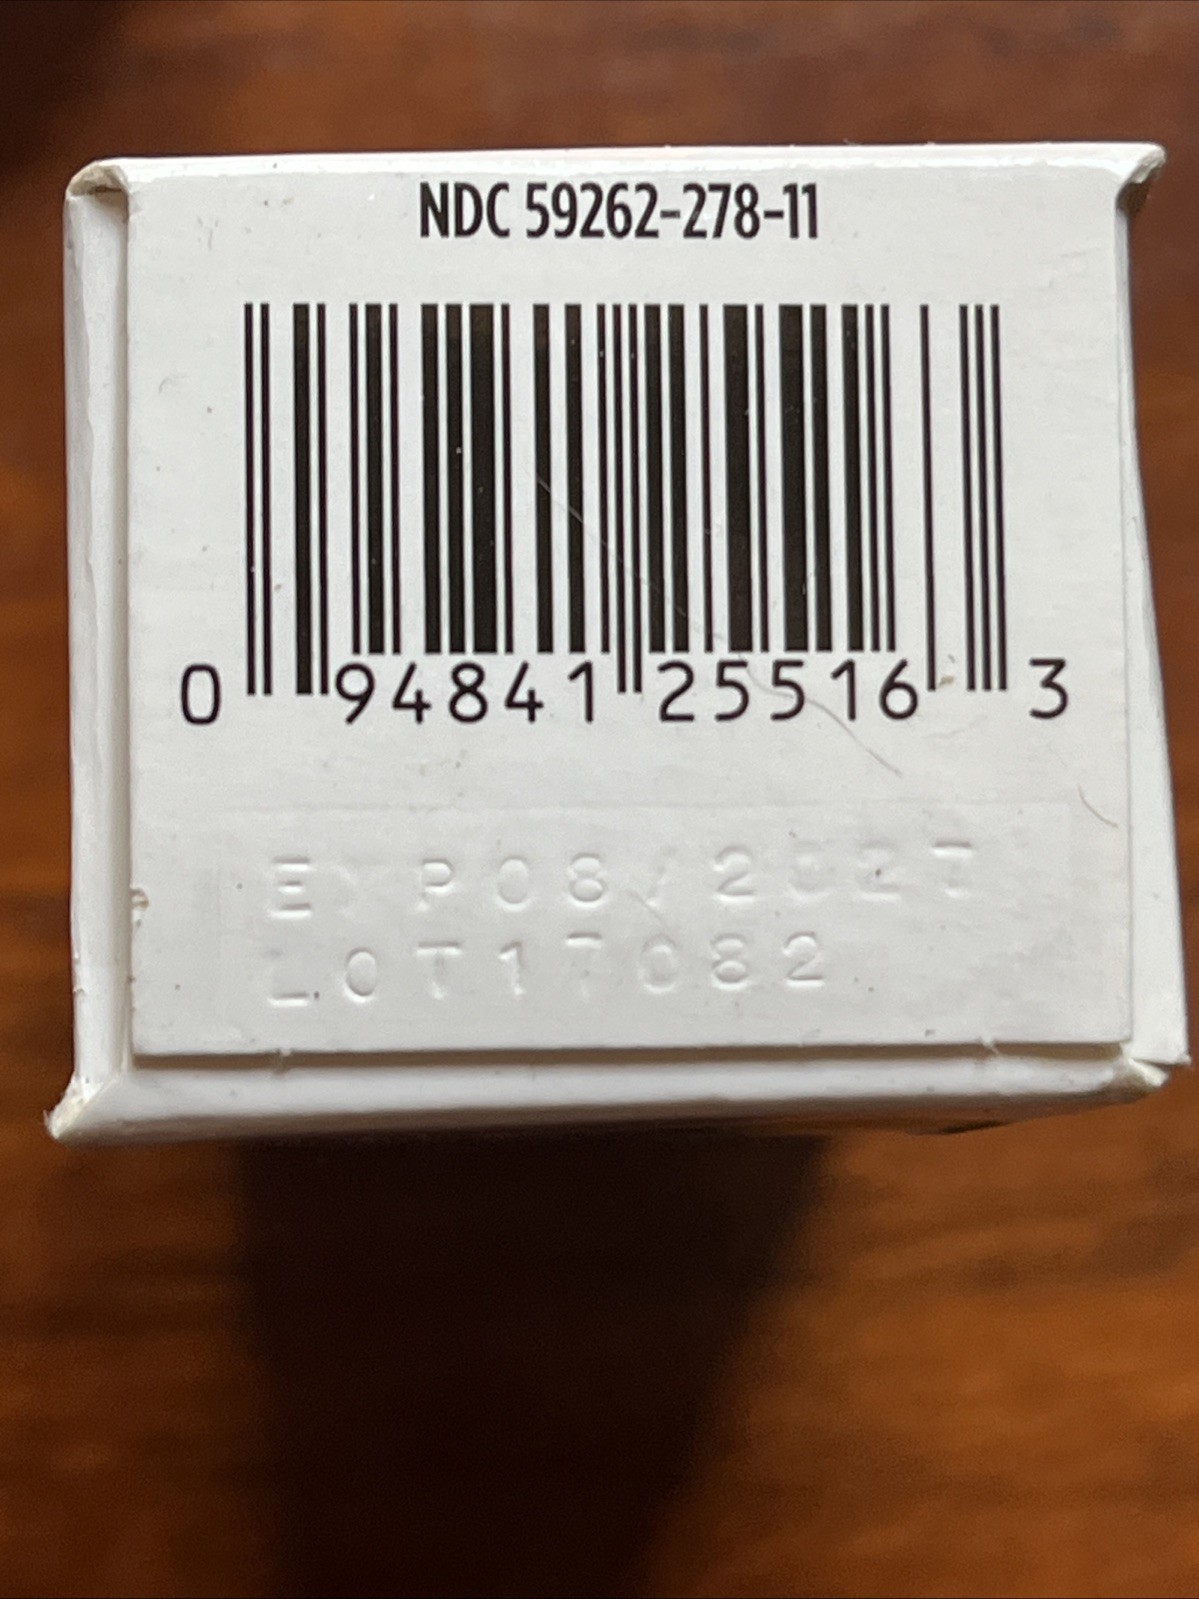 NDC 59262-278-11
0 94841 25516 3
EXP08/2027
LOT17082